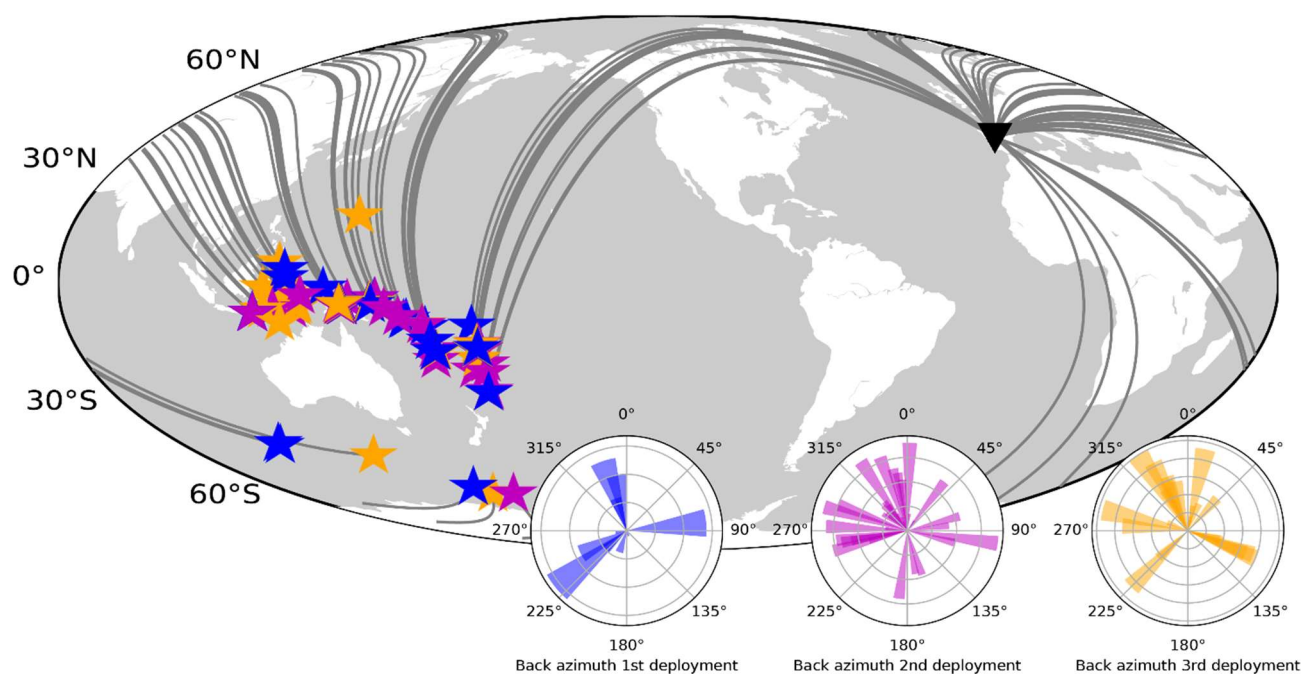 60°N
30°N
0°
30°S
60°S
0° 0° 0°
315° 45° 315° 45° 315° 45°
270° 90° 270° 90° 270° 90°
225° 135° 225° 135° 225° 135°
180° 180° 180°
Back azimuth 1st deployment Back azimuth 2nd deployment Back azimuth 3rd deployment